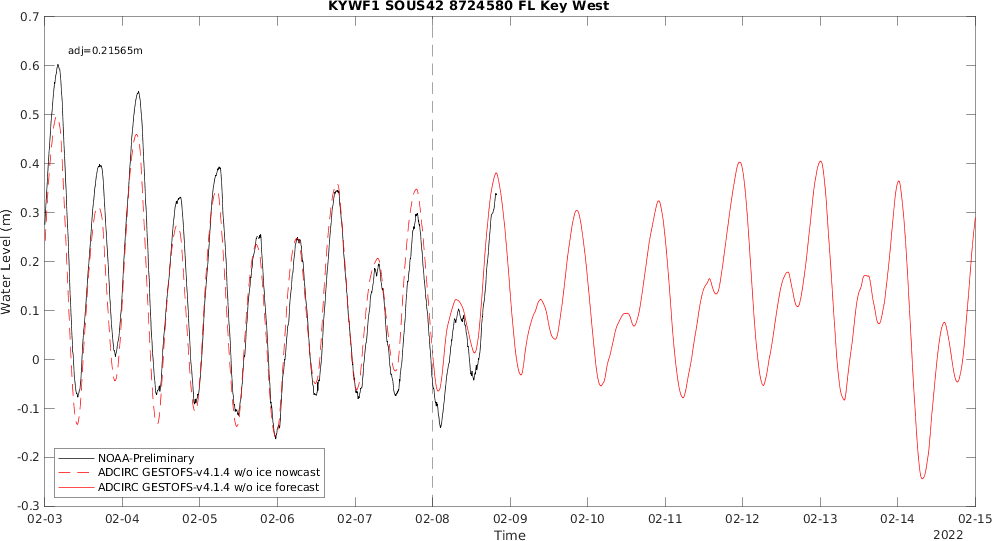 KYWF1 SOUS42 8724580 FL Key West
0.7
0.6
0.5
0.4
0.3
0.2
0.1
0
-0.1
-0.2
-0.3
Water Level (m)
adj=0.21565m
NOAA-Preliminary
ADCIRC GESTOFS-v4.1.4 w/o ice nowcast
ADCIRC GESTOFS-v4.1.4 w/o ice forecast
02-03 02-04 02-05 02-06 02-07 02-08 02-09 02-10 02-11 02-12 02-13 02-14 02-15
Time
2022